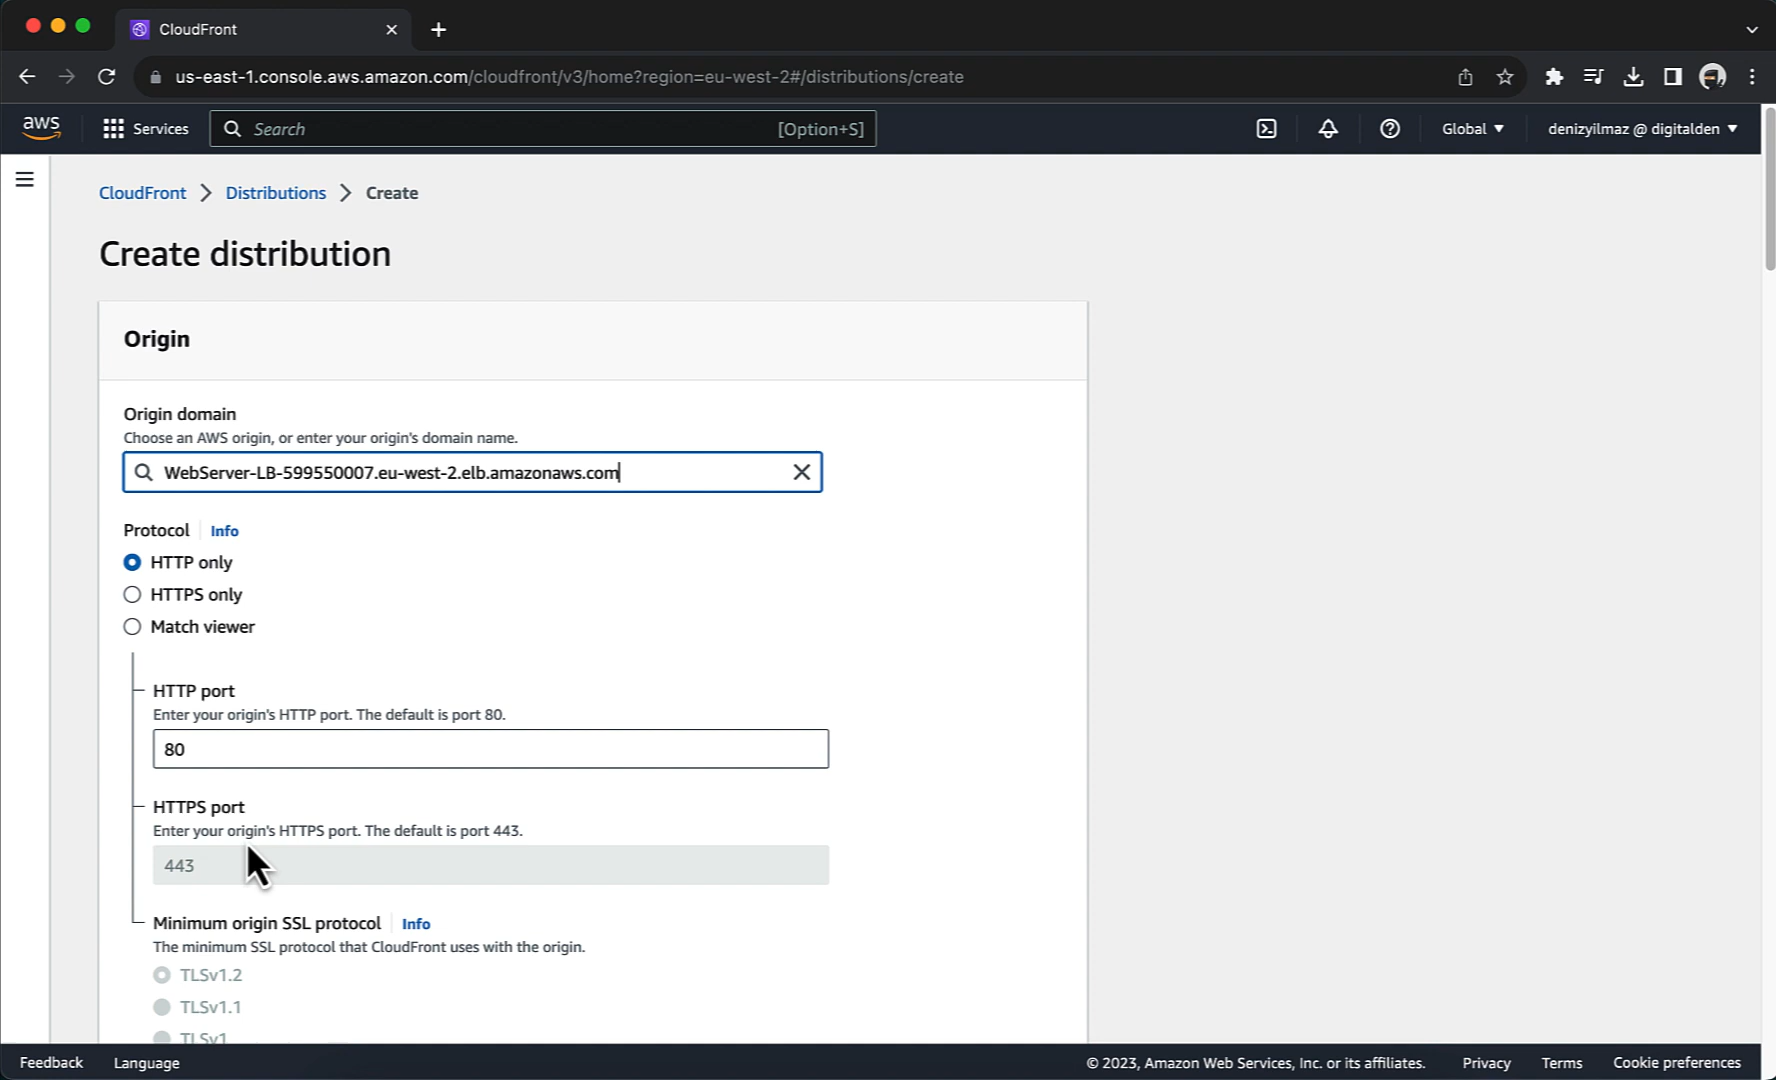 CloudFront
us-east-1.console.aws.amazon.com/cloudfront/v3/home?region=eu-west-2#/distributions/create
aws Services Search [Option+S] Global denizyilmaz @ digitalden
CloudFront Distributions Create
Create distribution
Origin
Origin domain
Choose an AWS origin, or enter your origin's domain name.
WebServer-LB-599550007.eu-west-2.elb.amazonaws.com
Protocol Info
HTTP only
HTTPS only
Match viewer
HTTP port
Enter your origin's HTTP port. The default is port 80.
80
HTTPS port
Enter your origin's HTTPS port. The default is port 443.
443
Minimum origin SSL protocol Info
The minimum SSL protocol that CloudFront uses with the origin.
TLSv1.2
TLSv1.1
TLSv1
Feedback Language © 2023, Amazon Web Services, Inc. or its affiliates. Privacy Terms Cookie preferences